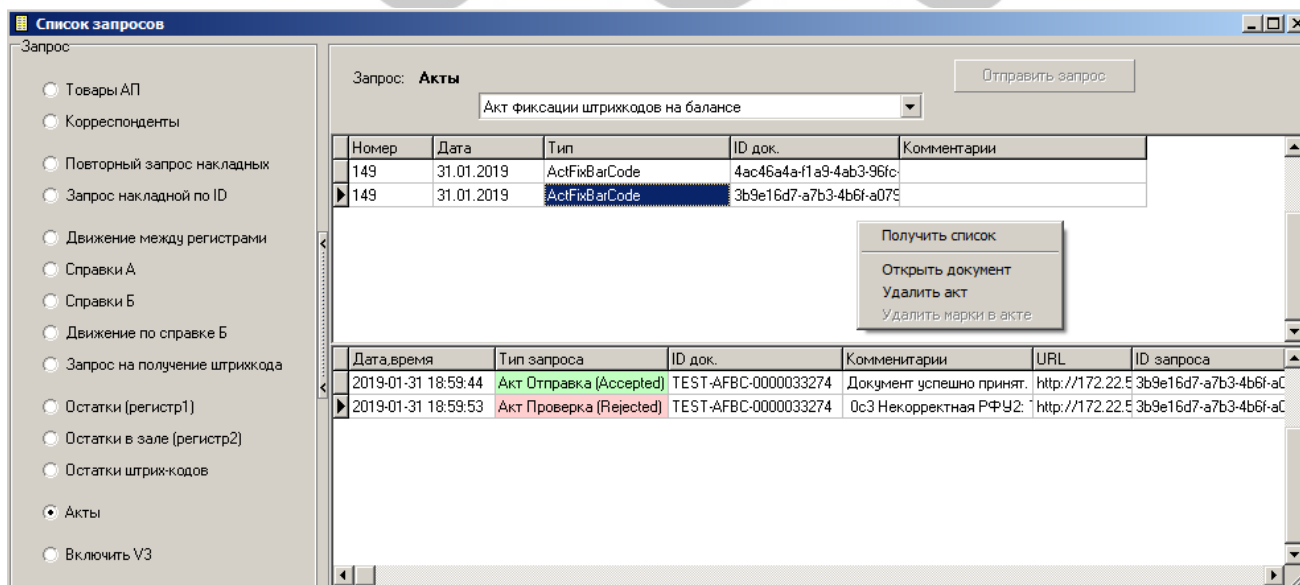 Список запросов
Запрос
Товары АП
Корреспонденты
Повторный запрос накладных
Запрос накладной по ID
Движение между регистрами
Справки А
Справки Б
Движение по справке Б
Запрос на получение штрихкода
Остатки (регистр1)
Остатки в зале (регистр2)
Остатки штрих-кодов
Акты
Включить V3
Запрос: Акты
Отправить запрос
Акт фиксации штрихкодов на балансе
Номер Дата Тип ID док. Комментарии
149 31.01.2019 ActFixBarCode 4ac46a4a-f1a9-4ab3-96fc-
149 31.01.2019 ActFixBarCode 3b9e16d7-a7b3-4b6f-a079
Получить список
Открыть документ
Удалить акт
Удалить марки в акте
Дата,время Тип запроса ID док. Комменитарии URL ID запроса
2019-01-31 18:59:44 Акт Отправка (Accepted) TEST-AFBC-0000033274 Документ успешно принят. http://172.22.5 3b9e16d7-a7b3-4b6f-a0
2019-01-31 18:59:53 Акт Проверка (Rejected) TEST-AFBC-0000033274 0c3 Некорректная РФУ2: http://172.22.5 3b9e16d7-a7b3-4b6f-a0